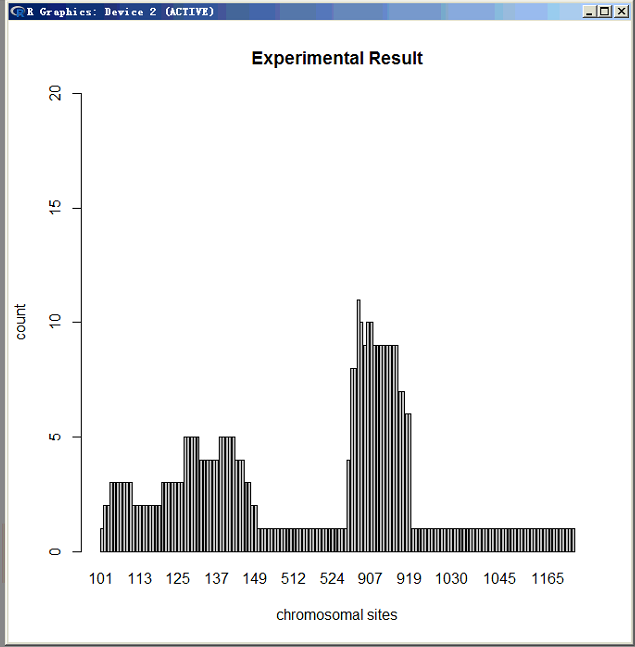 R Graphics: Device 2 (ACTIVE)
Experimental Result
20
15
10
5
0
count
101 113 125 137 149 512 524 907 919 1030 1045 1165
chromosomal sites